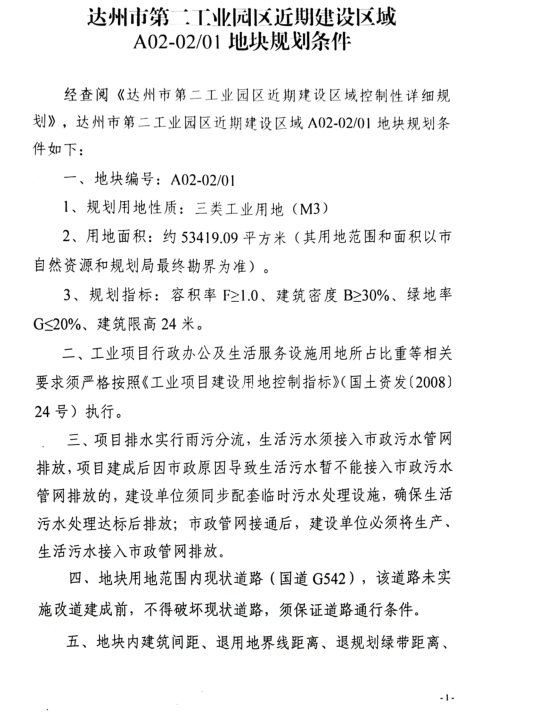 达州市第二工业园区近期建设区域
A02-02/01 地块规划条件
经查阅《达州市第二工业园区近期建设区域控制性详细规
划》，达州市第二工业园区近期建设区域 A02-02/01 地块规划条
件如下：
一、地块编号：A02-02/01
1、规划用地性质：三类工业用地（M3）
2、用地面积：约 53419.09 平方米（其用地范围和面积以市
自然资源和规划局最终勘界为准）。
3、规划指标：容积率 F≥1.0、建筑密度 B≥30%、绿地率
G≤20%、建筑限高 24 米。
二、工业项目行政办公及生活服务设施用地所占比重等相关
要求须严格按照《工业项目建设用地控制指标》（国土资发〔2008〕
24 号）执行。
三、项目排水实行雨污分流，生活污水须接入市政污水管网
排放，项目建成后因市政原因导致生活污水暂不能接入市政污水
管网排放的，建设单位须同步配套临时污水处理设施，确保生活
污水处理达标后排放；市政管网接通后，建设单位必须将生产、
生活污水接入市政管网排放。
四、地块用地范围内现状道路（国道 G542），该道路未实
施改道建成前，不得破坏现状道路，须保证道路通行条件。
五、地块内建筑间距、退用地界线距离、退规划绿带距离、
-1-